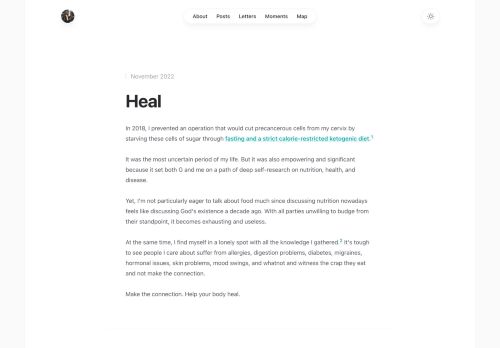 About Posts Letters Moments Map
November 2022
Heal
In 2018, I prevented an operation that would cut precancerous cells from my cervix by
starving these cells of sugar through fasting and a strict calorie-restricted ketogenic diet.1
It was the most uncertain period of my life. But it was also empowering and significant
because it set both G and me on a path of deep self-research on nutrition, health, and
disease.
Yet, I'm not particularly eager to talk about food much since discussing nutrition nowadays
feels like discussing God's existence a decade ago. With all parties unwilling to budge from
their standpoint, it becomes exhausting and useless.
At the same time, I find myself in a lonely spot with all the knowledge I gathered.2 It's tough
to see people I care about suffer from allergies, digestion problems, diabetes, migraines,
hormonal issues, skin problems, mood swings, and whatnot and witness the crap they eat
and not make the connection.
Make the connection. Help your body heal.